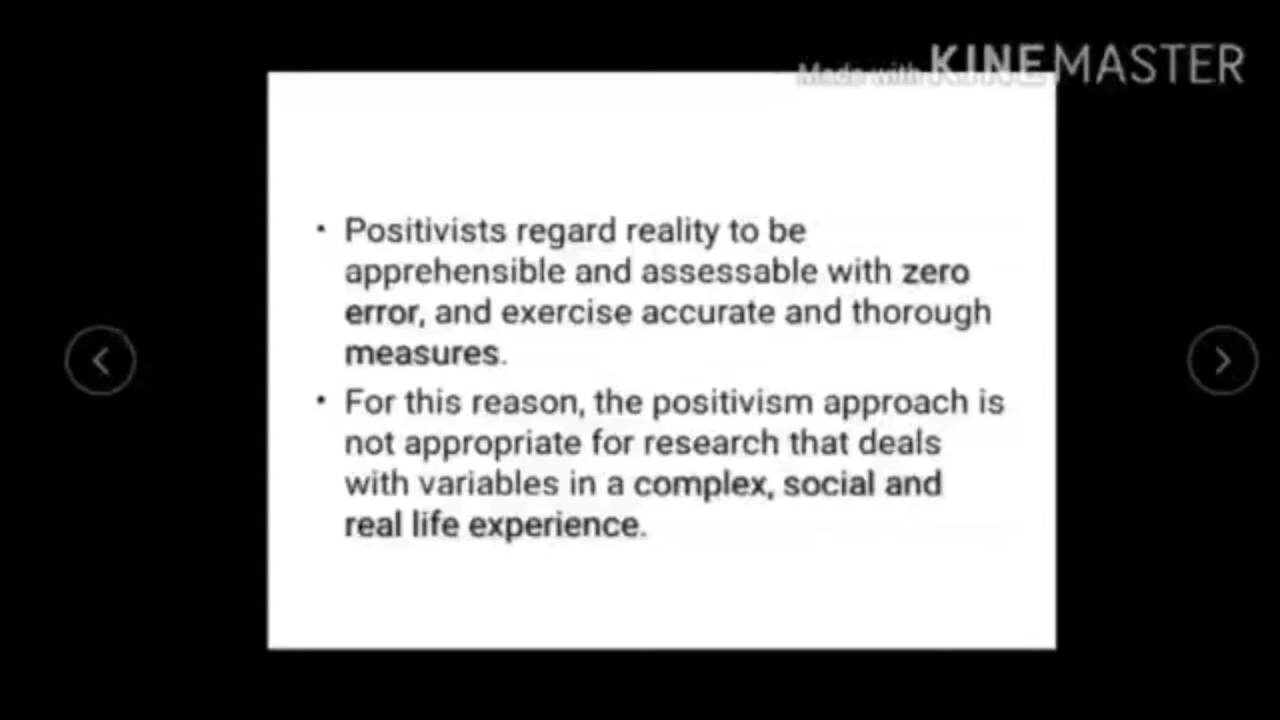 Made with KINEMASTER
• Positivists regard reality to be
apprehensible and assessable with zero
error, and exercise accurate and thorough
measures.
• For this reason, the positivism approach is
not appropriate for research that deals
with variables in a complex, social and
real life experience.